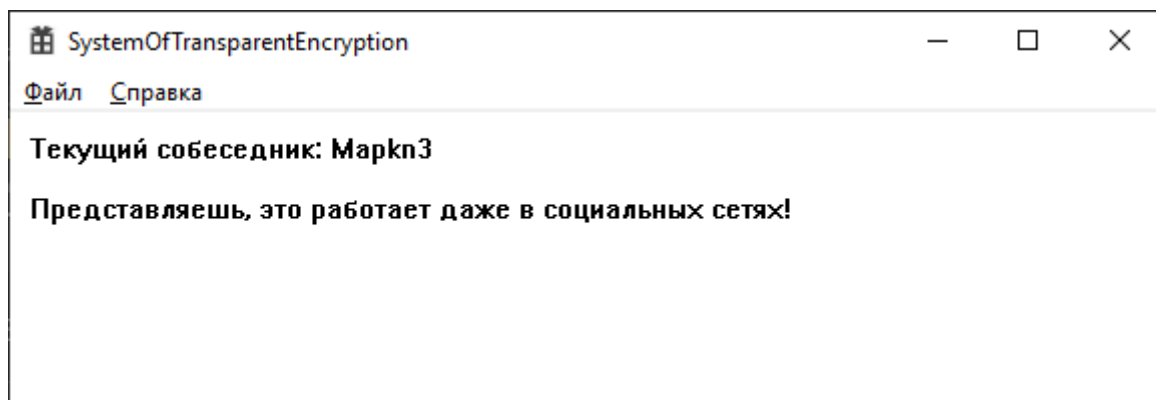 SystemOfTransparentEncryption
Файл Справка
Текущий собеседник: Mapkn3
Представляешь, это работает даже в социальных сетях!